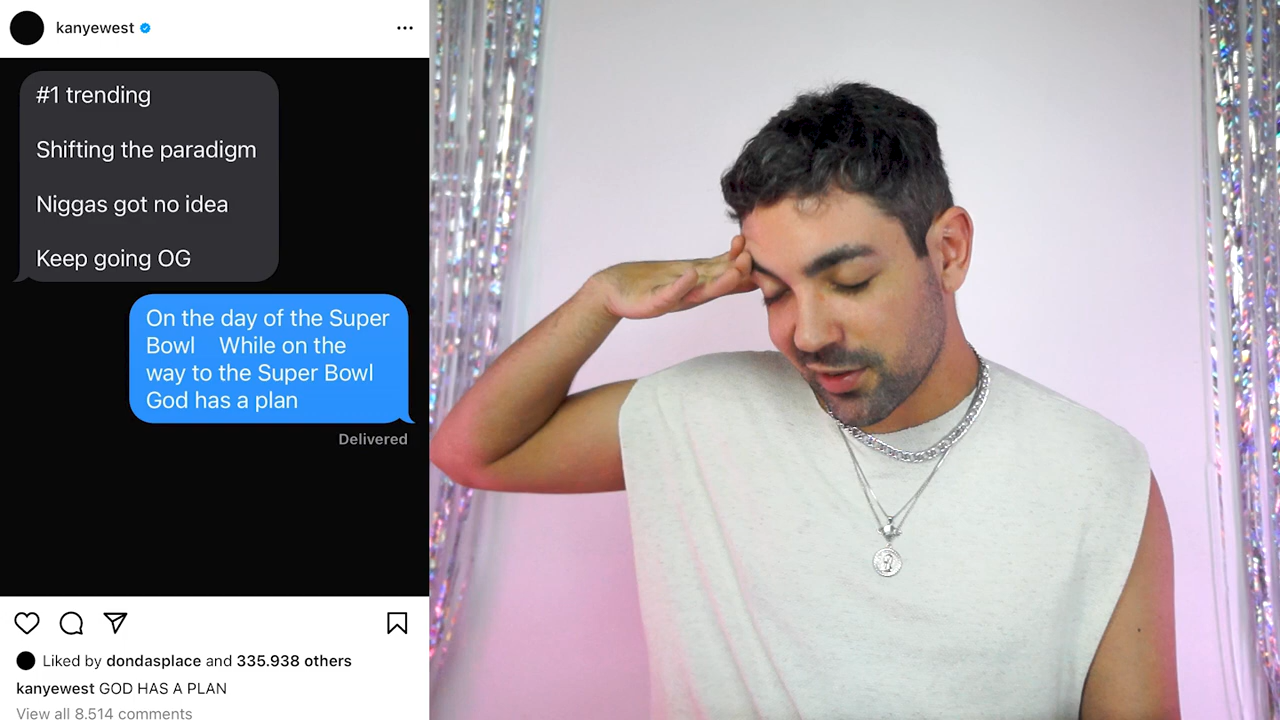 kanyewest
#1 trending
Shifting the paradigm
Niggas got no idea
Keep going OG
On the day of the Super
Bowl While on the
way to the Super Bowl
God has a plan
Delivered
Liked by dondasplace and 335.938 others
kanyewest GOD HAS A PLAN
View all 8.514 comments